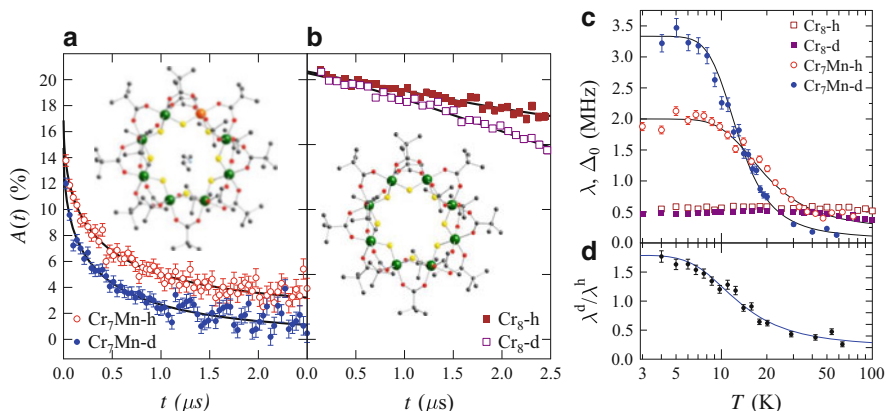 a
b
c
d
A(t) (%)
20
18
16
14
12
10
8
6
4
2
0
Cr₇Mn-h
Cr₇Mn-d
Cr₈-h
Cr₈-d
0.0 0.5 1.0 1.5 2.0 0.0 0.5 1.0 1.5 2.0 2.5
t (μs)
t (μs)
λ, Δ₀ (MHz)
3.5
3.0
2.5
2.0
1.5
1.0
0.5
0.0
Cr₈-h
Cr₈-d
Cr₇Mn-h
Cr₇Mn-d
λᵈ/λʰ
1.5
1.0
0.5
0.0
3 10 20 100
T (K)